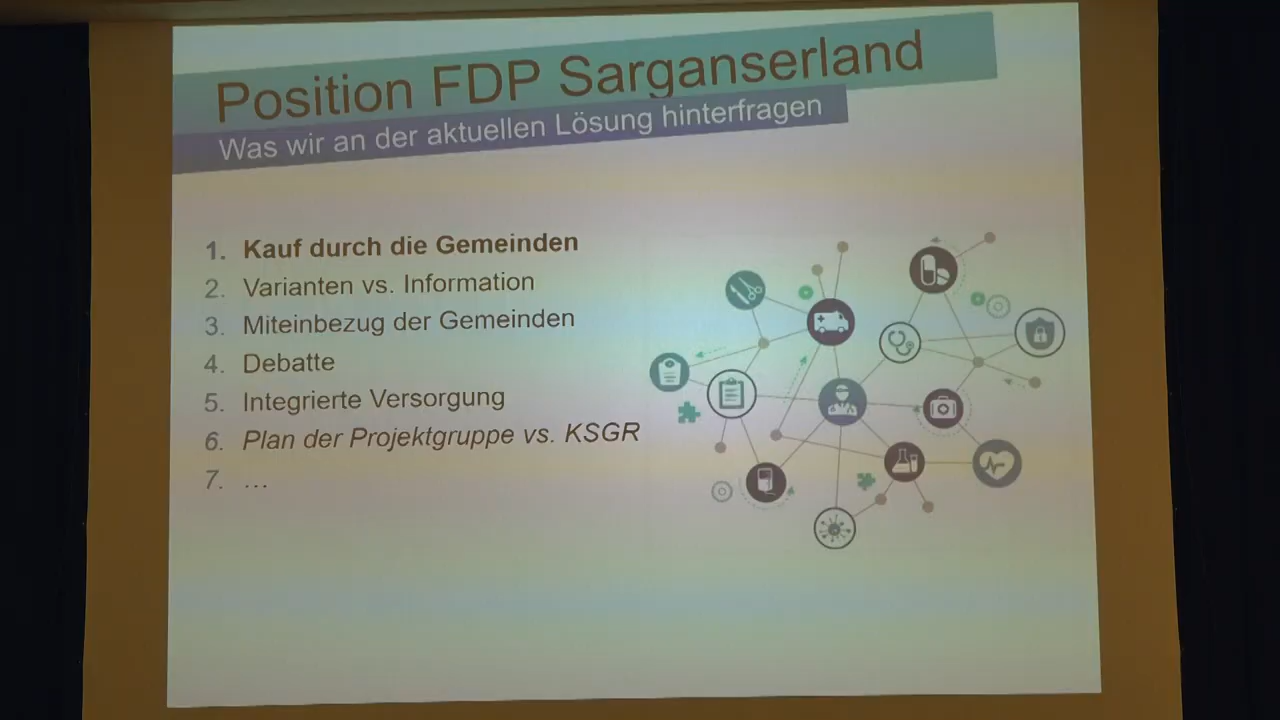 Position FDP Sarganserland
Was wir an der aktuellen Lösung hinterfragen
1. Kauf durch die Gemeinden
2. Varianten vs. Information
3. Miteinbezug der Gemeinden
4. Debatte
5. Integrierte Versorgung
6. Plan der Projektgruppe vs. KSGR
7. ...